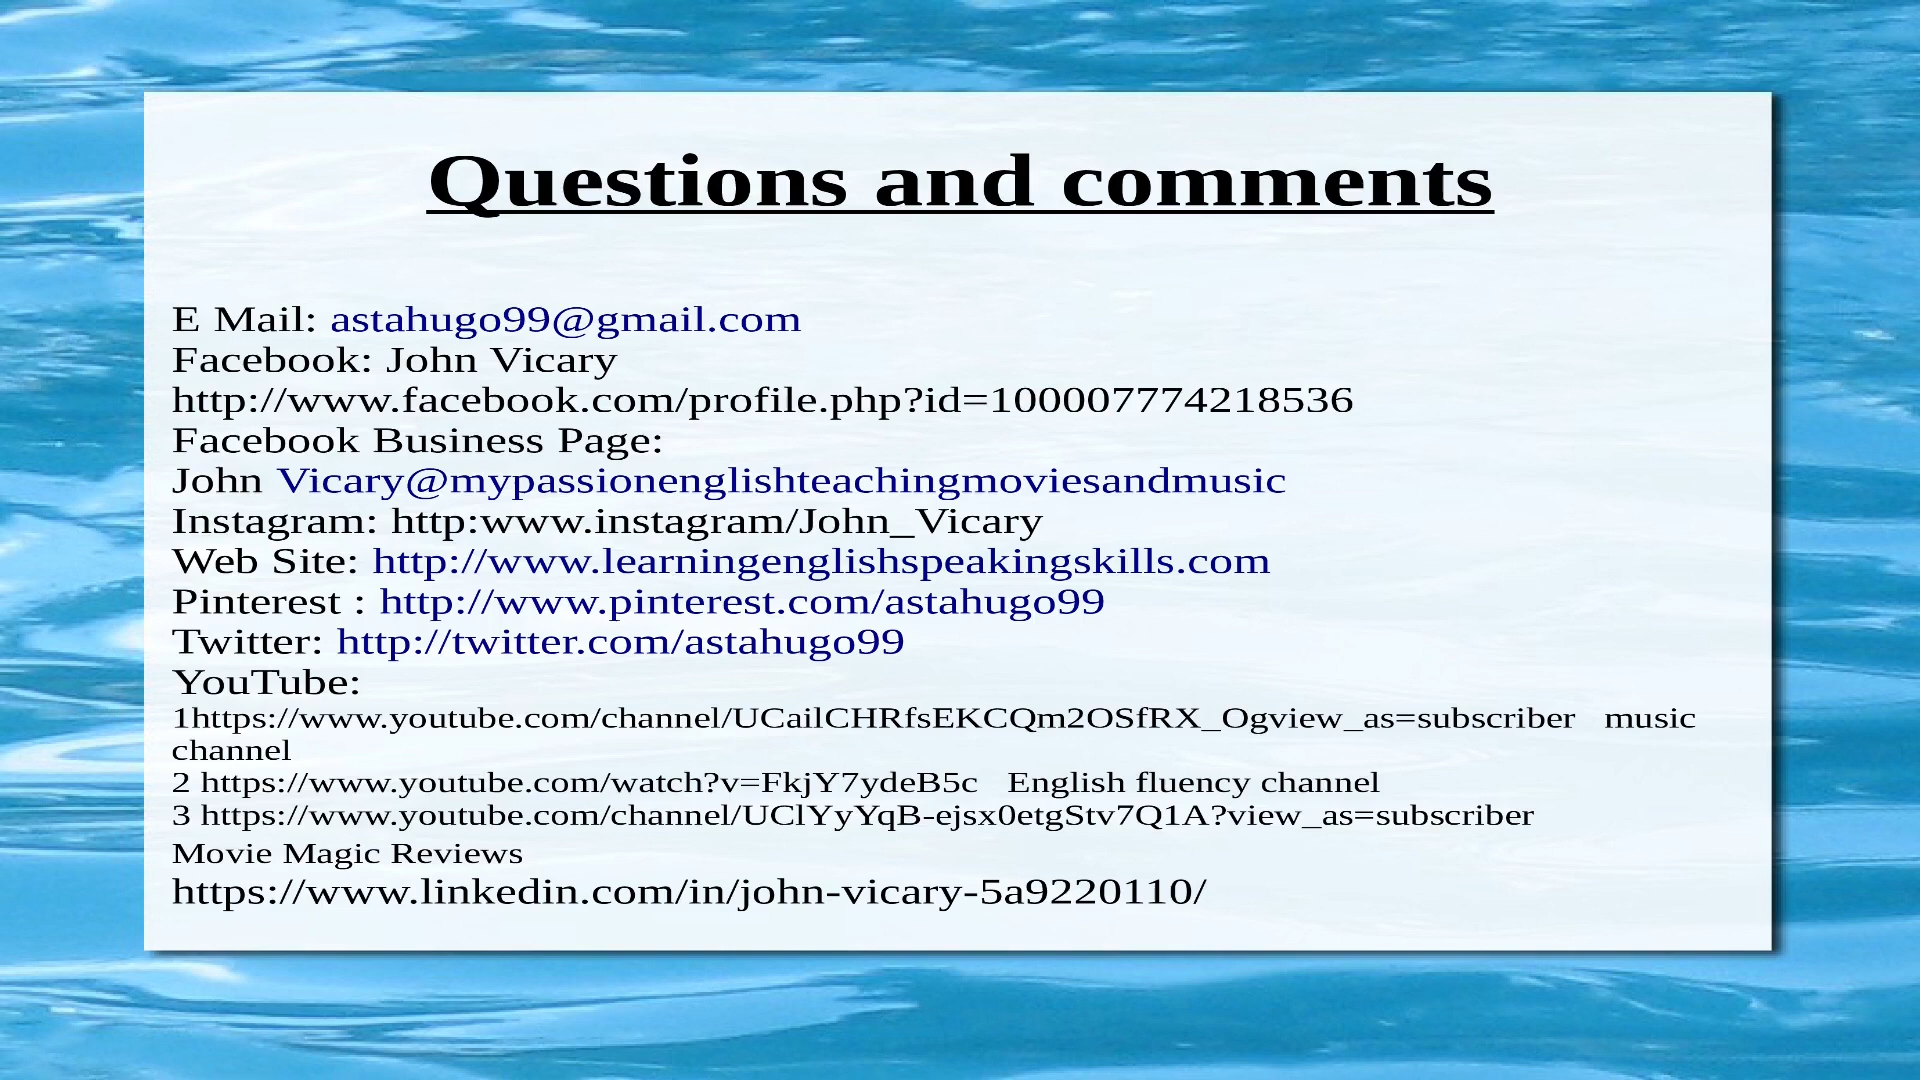 Questions and comments
E Mail: astahugo99@gmail.com
Facebook: John Vicary
http://www.facebook.com/profile.php?id=100007774218536
Facebook Business Page:
John Vicary@mypassionenglishteachingmoviesandmusic
Instagram: http:www.instagram/John_Vicary
Web Site: http://www.learningenglishspeakingskills.com
Pinterest : http://www.pinterest.com/astahugo99
Twitter: http://twitter.com/astahugo99
YouTube:
1https://www.youtube.com/channel/UCailCHRfsEKCQm2OSfRX_Ogview_as=subscriber music
channel
2 https://www.youtube.com/watch?v=FkjY7ydeB5c English fluency channel
3 https://www.youtube.com/channel/UClYyYqB-ejsx0etgStv7Q1A?view_as=subscriber
Movie Magic Reviews
https://www.linkedin.com/in/john-vicary-5a9220110/